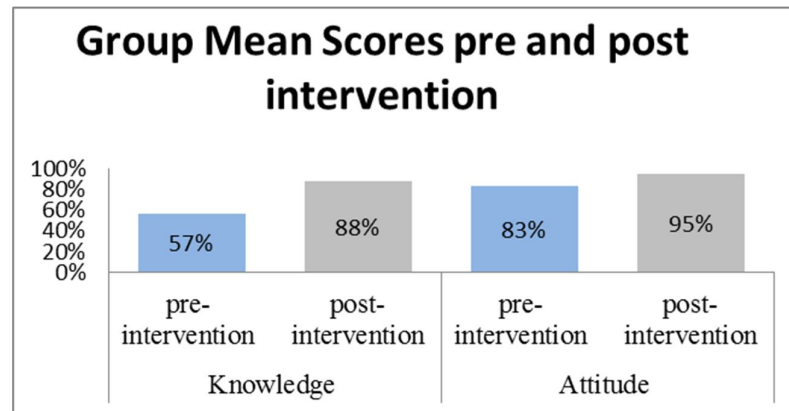 Group Mean Scores pre and post
intervention
100%
80%
60%
40%
20%
0%
57%
88%
83%
95%
pre-
intervention
post-
intervention
pre-
intervention
post-
intervention
Knowledge
Attitude